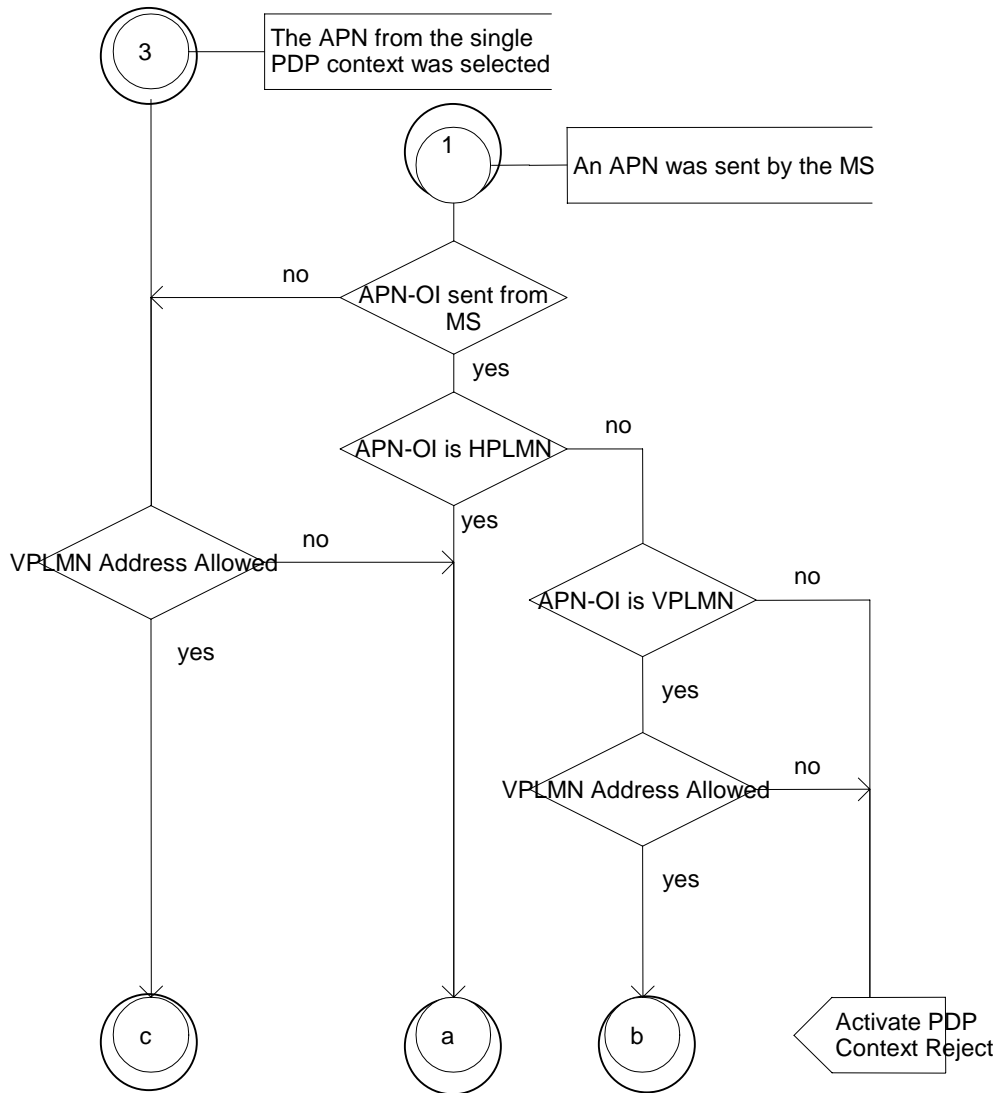 3
The APN from the single
PDP context was selected
1
An APN was sent by the MS
no
APN-OI sent from
MS
yes
APN-OI is HPLMN
no
yes
VPLMN Address Allowed
no
yes
APN-OI is VPLMN
no
yes
VPLMN Address Allowed
no
yes
c
a
b
Activate PDP
Context Reject